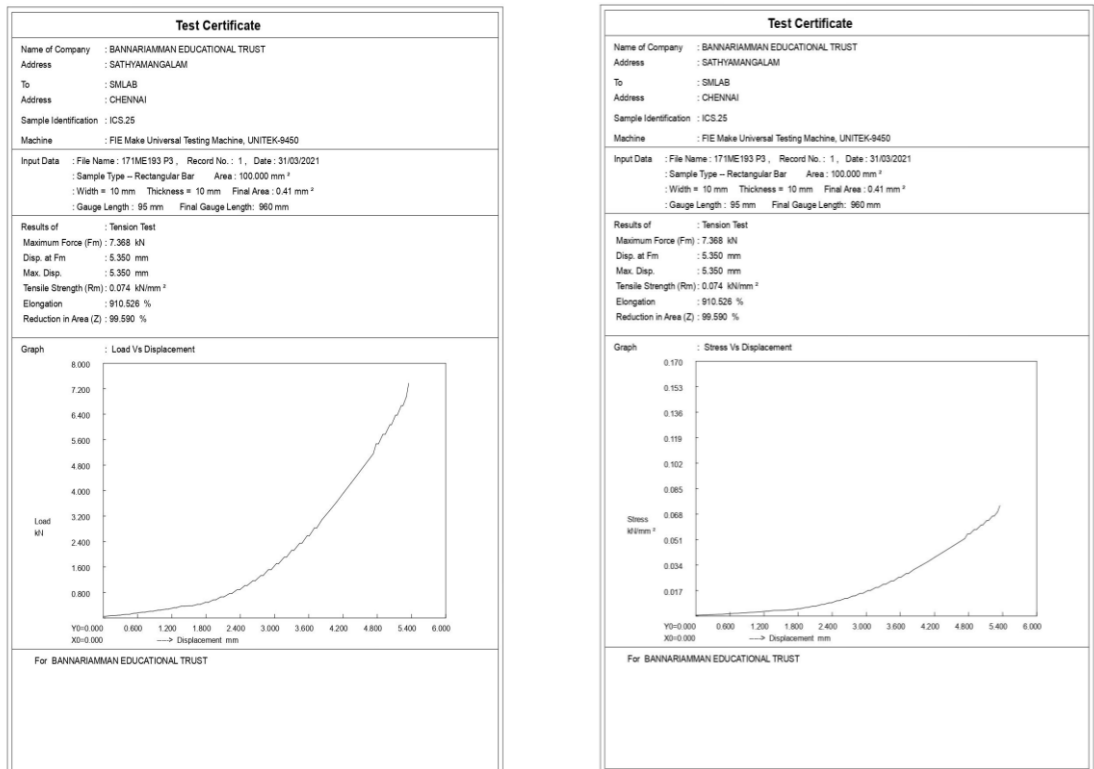 Test Certificate
Name of Company : BANNARIAMMAN EDUCATIONAL TRUST
Address : SATHYAMANGALAM
To : SMLAB
Address : CHENNAI
Sample Identification : ICS.25
Machine : FIE Make Universal Testing Machine, UNITEK-9450
Input Data : File Name : 171ME193 P3 , Record No. : 1 , Date : 31/03/2021
: Sample Type -- Rectangular Bar Area : 100.000 mm ²
: Width = 10 mm Thickness = 10 mm Final Area : 0.41 mm ²
: Gauge Length : 95 mm Final Gauge Length: 960 mm
Results of : Tension Test
Maximum Force (Fm) : 7.368 kN
Disp. at Fm : 5.350 mm
Max. Disp. : 5.350 mm
Tensile Strength (Rm) : 0.074 kN/mm ²
Elongation : 910.526 %
Reduction in Area (Z) : 99.590 %
Graph : Load Vs Displacement
8.000
7.200
6.400
5.600
4.800
4.000
3.200
Load
kN
2.400
1.600
0.800
Y0=0.000 0.600 1.200 1.800 2.400 3.000 3.600 4.200 4.800 5.400 6.000
X0=0.000 ----> Displacement mm
For BANNARIAMMAN EDUCATIONAL TRUST
Test Certificate
Name of Company : BANNARIAMMAN EDUCATIONAL TRUST
Address : SATHYAMANGALAM
To : SMLAB
Address : CHENNAI
Sample Identification : ICS.25
Machine : FIE Make Universal Testing Machine, UNITEK-9450
Input Data : File Name : 171ME193 P3 , Record No. : 1 , Date : 31/03/2021
: Sample Type -- Rectangular Bar Area : 100.000 mm ²
: Width = 10 mm Thickness = 10 mm Final Area : 0.41 mm ²
: Gauge Length : 95 mm Final Gauge Length: 960 mm
Results of : Tension Test
Maximum Force (Fm) : 7.368 kN
Disp. at Fm : 5.350 mm
Max. Disp. : 5.350 mm
Tensile Strength (Rm) : 0.074 kN/mm ²
Elongation : 910.526 %
Reduction in Area (Z) : 99.590 %
Graph : Stress Vs Displacement
0.170
0.153
0.136
0.119
0.102
0.085
0.068
Stress
kN/mm ²
0.051
0.034
0.017
Y0=0.000 0.600 1.200 1.800 2.400 3.000 3.600 4.200 4.800 5.400 6.000
X0=0.000 ----> Displacement mm
For BANNARIAMMAN EDUCATIONAL TRUST